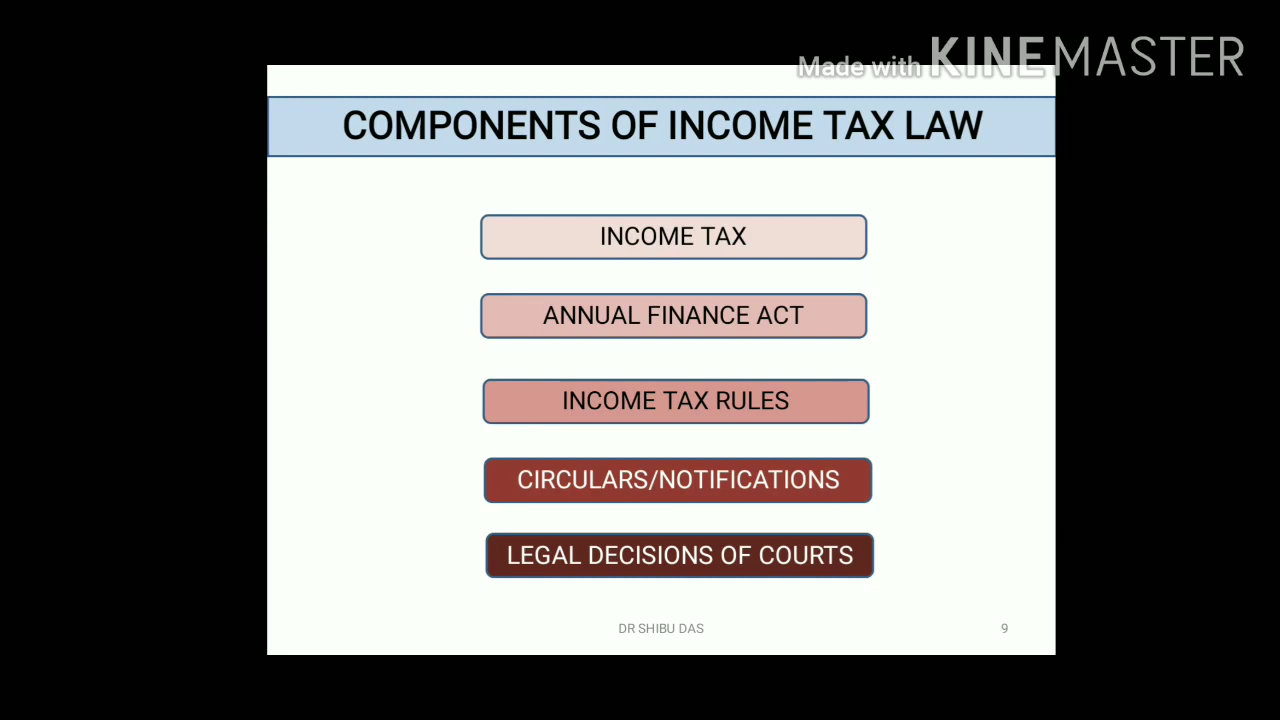 Made with KINEMASTER
COMPONENTS OF INCOME TAX LAW
INCOME TAX
ANNUAL FINANCE ACT
INCOME TAX RULES
CIRCULARS/NOTIFICATIONS
LEGAL DECISIONS OF COURTS
DR SHIBU DAS
9